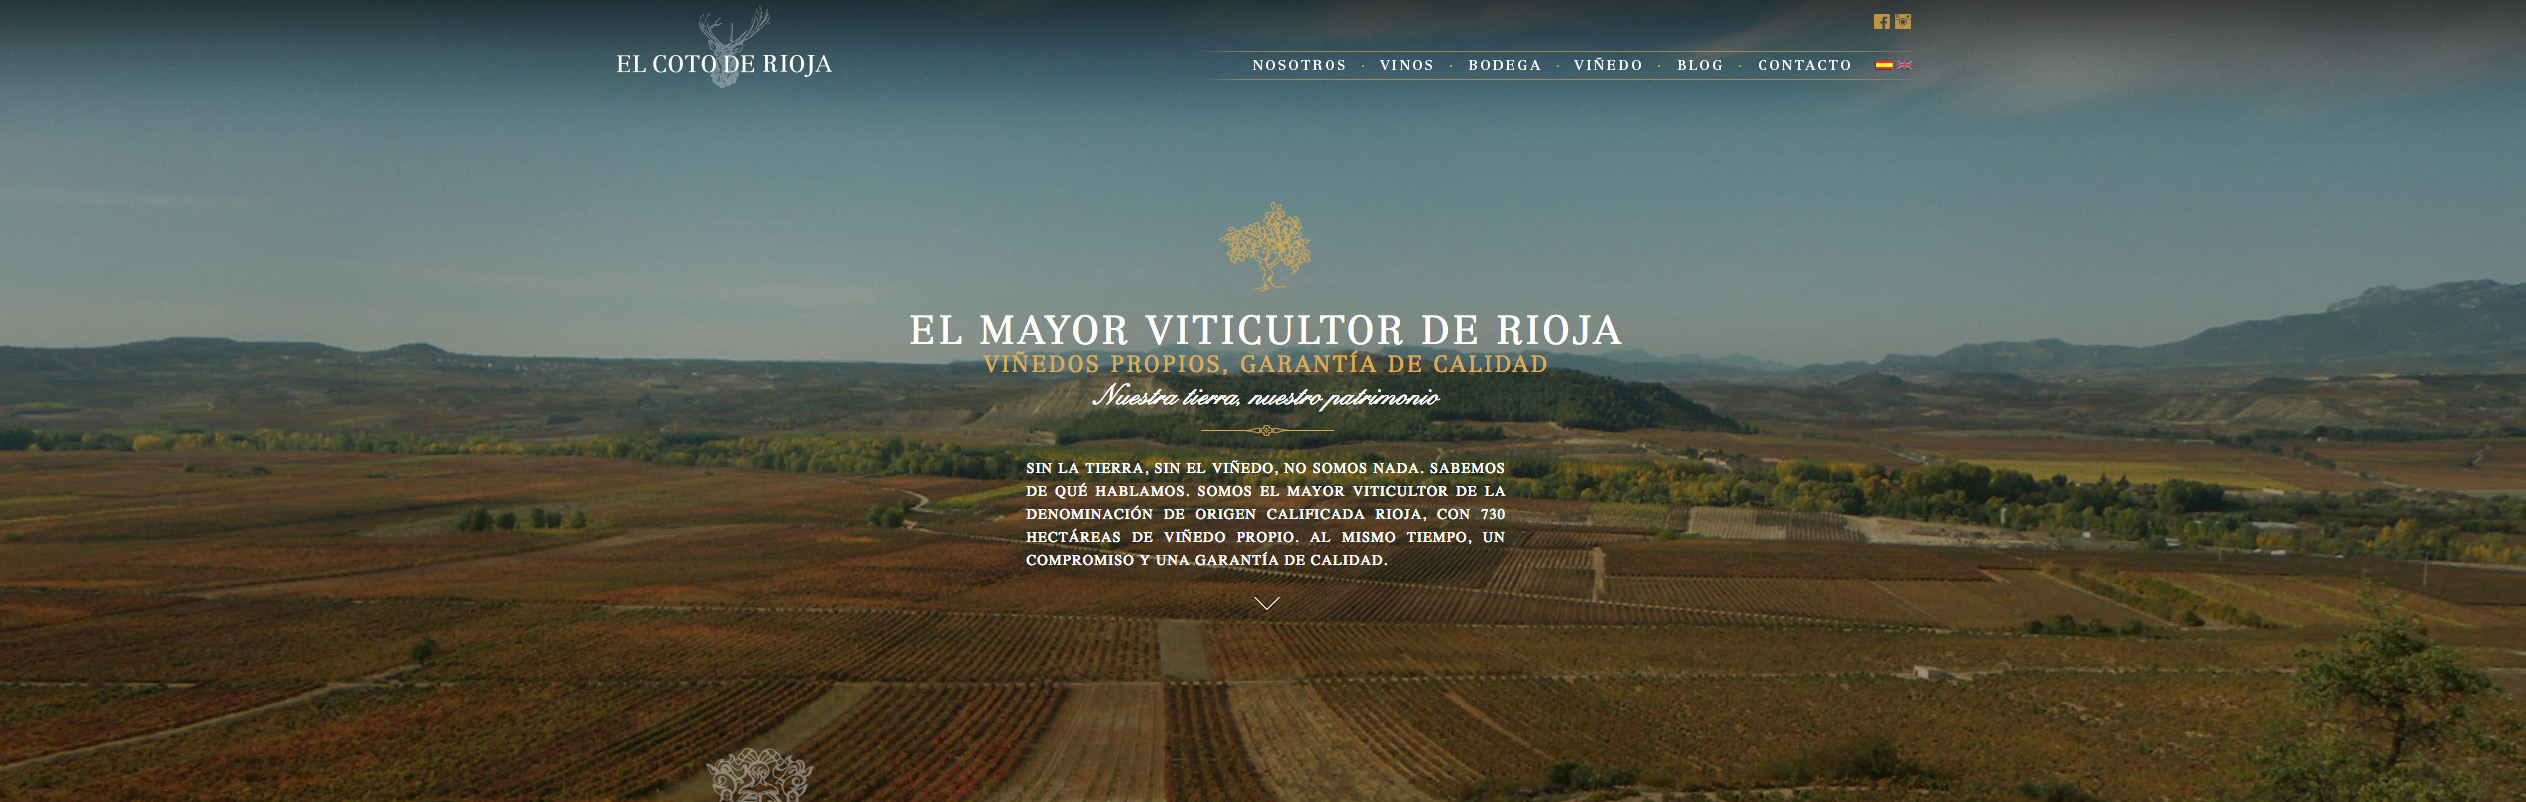 EL COTO DE RIOJA
NOSOTROS · VINOS · BODEGA · VIÑEDO · BLOG · CONTACTO
EL MAYOR VITICULTOR DE RIOJA
VIÑEDOS PROPIOS, GARANTÍA DE CALIDAD
Nuestra tierra, nuestro patrimonio
SIN LA TIERRA, SIN EL VIÑEDO, NO SOMOS NADA. SABEMOS
DE QUÉ HABLAMOS. SOMOS EL MAYOR VITICULTOR DE LA
DENOMINACIÓN DE ORIGEN CALIFICADA RIOJA, CON 730
HECTÁREAS DE VIÑEDO PROPIO. AL MISMO TIEMPO, UN
COMPROMISO Y UNA GARANTÍA DE CALIDAD.